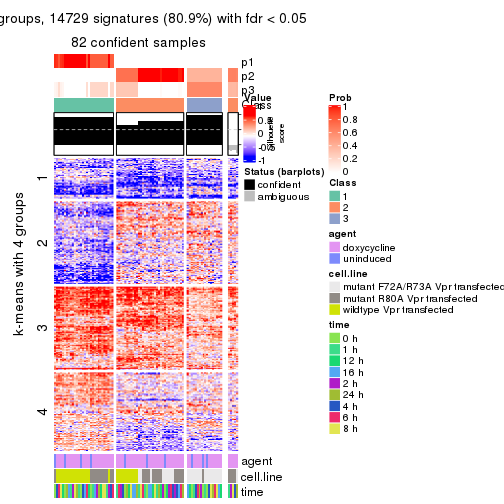 groups, 14729 signatures (80.9%) with fdr < 0.05
82 confident samples
p1
p2
p3
Class
1
2
3
4
k-means with 4 groups
agent
cell.line
time
Value
1
0.5
0
-0.5
-1
silhouette
score
Status (barplots)
confident
ambiguous
Prob
1
0.8
0.6
0.4
0.2
0
Class
1
2
3
agent
doxycycline
uninduced
cell.line
mutant F72A/R73A Vpr transfected
mutant R80A Vpr transfected
wildtype Vpr transfected
time
0 h
1 h
12 h
16 h
2 h
24 h
4 h
6 h
8 h